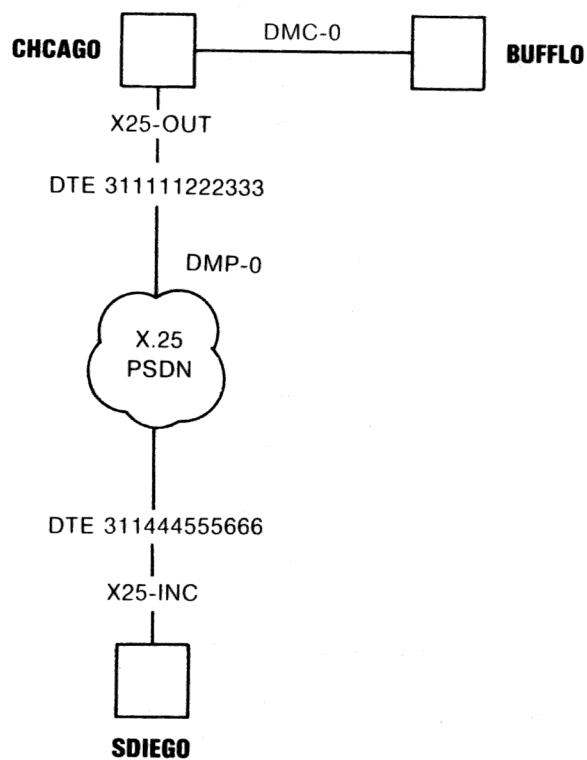 DMC-0
CHCAGO
BUFFLO
X25-OUT
DTE 311111222333
DMP-0
X.25
PSDN
DTE 311444555666
X25-INC
SDIEGO